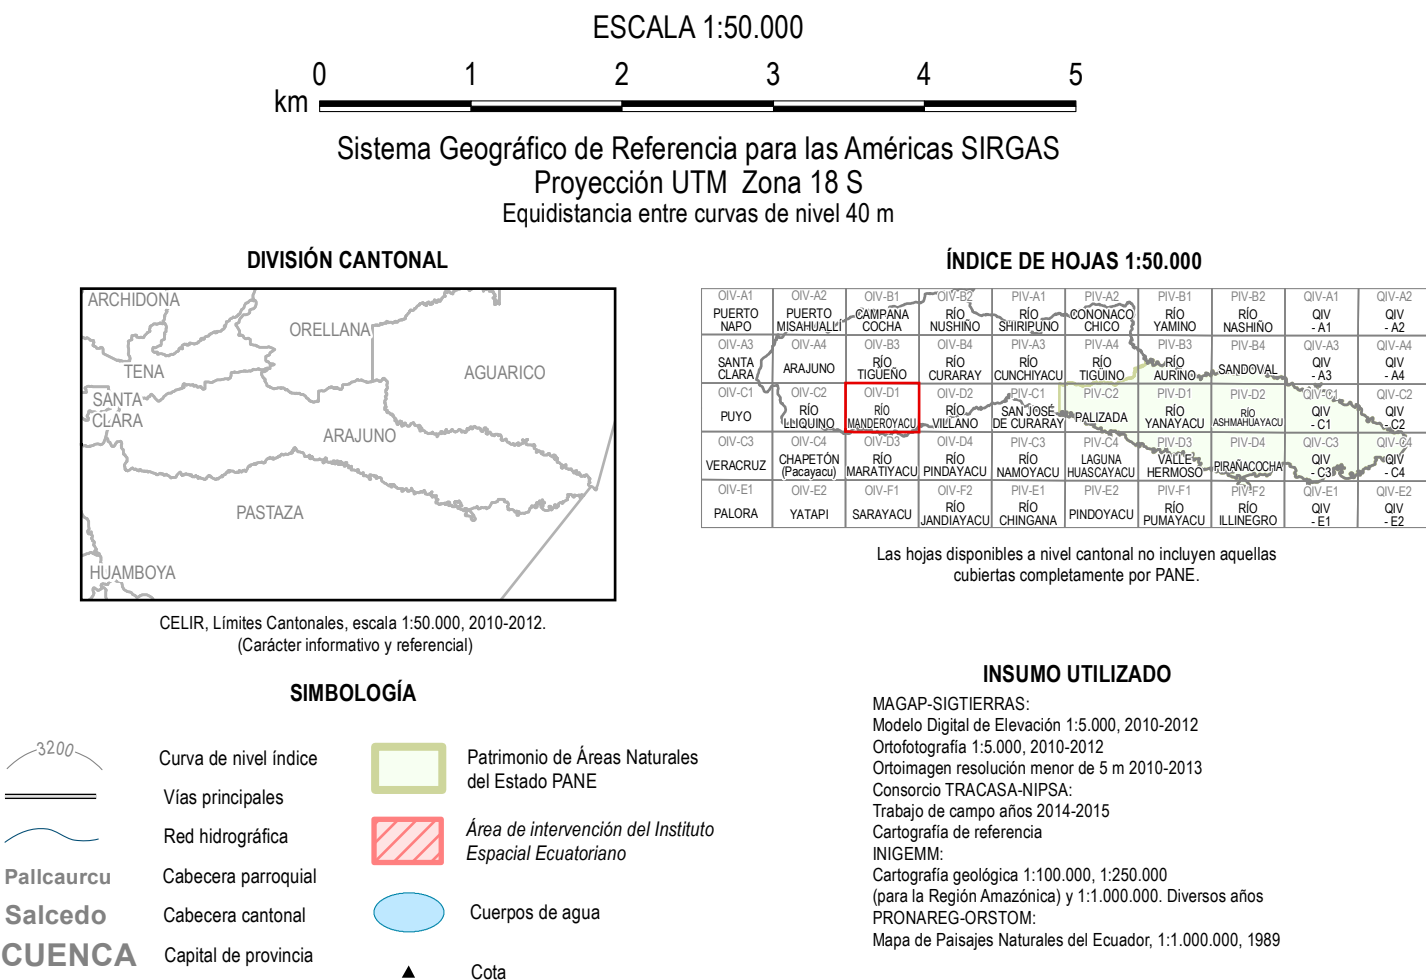 ESCALA 1:50.000
0 1 2 3 4 5
km
Sistema Geográfico de Referencia para las Américas SIRGAS
Proyección UTM Zona 18 S
Equidistancia entre curvas de nivel 40 m
DIVISIÓN CANTONAL
ARCHIDONA
ORELLANA
TENA
AGUARICO
SANTA
CLARA
ARAJUNO
PASTAZA
HUAMBOYA
CELIR, Límites Cantonales, escala 1:50.000, 2010-2012.
(Carácter informativo y referencial)
ÍNDICE DE HOJAS 1:50.000
OIV-A1 OIV-A2 OIV-B1 OIV-B2 PIV-A1 PIV-A2 PIV-B1 PIV-B2 QIV-A1 QIV-A2
PUERTO PUERTO CAMPANA RÍO RÍO CONONACO RÍO RÍO QIV QIV
NAPO MISAHUALLÍ COCHA NUSHIÑO SHIRIPUNO CHICO YAMINO NASHIÑO - A1 - A2
OIV-A3 OIV-A4 OIV-B3 OIV-B4 PIV-A3 PIV-A4 PIV-B3 PIV-B4 QIV-A3 QIV-A4
SANTA ARAJUNO RÍO RÍO RÍO RÍO RÍO SANDOVAL QIV QIV
CLARA TIGÜEÑO CURARAY CUNCHIYACU TIGÜINO AURINO - A3 - A4
OIV-C1 OIV-C2 OIV-D1 OIV-D2 PIV-C1 PIV-C2 PIV-D1 PIV-D2 QIV-C1 QIV-C2
PUYO RÍO RÍO RÍO SAN JOSÉ PALIZADA RÍO RÍO QIV QIV
LLIQUINO MANDEROYACU VILLANO DE CURARAY YANAYACU ASHMAHUAYACU - C1 - C2
OIV-C3 OIV-C4 OIV-D3 OIV-D4 PIV-C3 PIV-C4 PIV-D3 PIV-D4 QIV-C3 QIV-C4
VERACRUZ CHAPETÓN RÍO RÍO RÍO LAGUNA VALLE PIRAÑACOCHA QIV QIV
(Pacayacu) MARATIYACU PINDAYACU NAMOYACU HUASCAYACU HERMOSO - C3 - C4
OIV-E1 OIV-E2 OIV-F1 OIV-F2 PIV-E1 PIV-E2 PIV-F1 PIV-F2 QIV-E1 QIV-E2
PALORA YATAPI SARAYACU RÍO RÍO PINDOYACU RÍO RÍO QIV QIV
JANDIAYACU CHINGANA PUMAYACU ILLINEGRO - E1 - E2
Las hojas disponibles a nivel cantonal no incluyen aquellas
cubiertas completamente por PANE.
SIMBOLOGÍA
3200
Curva de nivel índice
Vías principales
Red hidrográfica
Pallcaurcu Cabecera parroquial
Salcedo Cabecera cantonal
CUENCA Capital de provincia
Patrimonio de Áreas Naturales
del Estado PANE
Área de intervención del Instituto
Espacial Ecuatoriano
Cuerpos de agua
Cota
INSUMO UTILIZADO
MAGAP-SIGTIERRAS:
Modelo Digital de Elevación 1:5.000, 2010-2012
Ortofotografía 1:5.000, 2010-2012
Ortoimagen resolución menor de 5 m 2010-2013
Consorcio TRACASA-NIPSA:
Trabajo de campo años 2014-2015
Cartografía de referencia
INIGEMM:
Cartografía geológica 1:100.000, 1:250.000
(para la Región Amazónica) y 1:1.000.000. Diversos años
PRONAREG-ORSTOM:
Mapa de Paisajes Naturales del Ecuador, 1:1.000.000, 1989